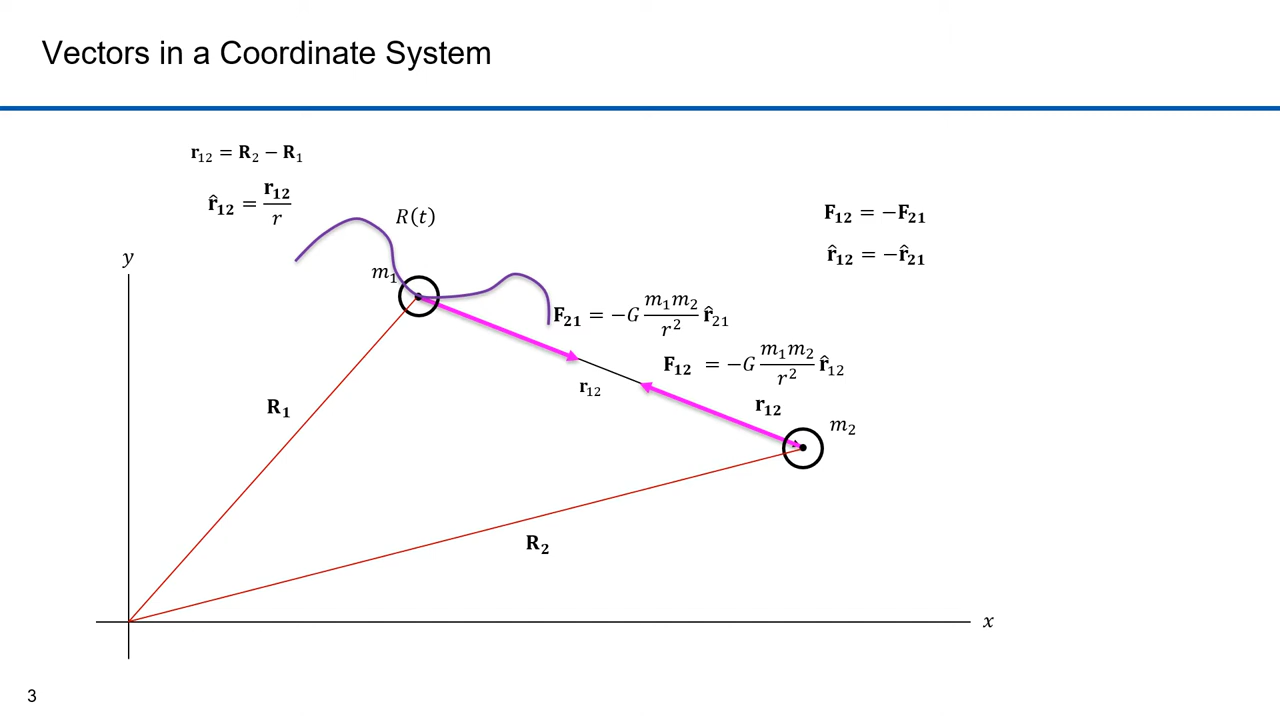 Vectors in a Coordinate System
𝐫₁₂ = 𝐑₂ − 𝐑₁
𝐫̂₁₂ = 𝐫₁₂ / r
R(t)
𝐅₁₂ = −𝐅₂₁
𝐫̂₁₂ = −𝐫̂₂₁
y
m₁
𝐅₂₁ = −G m₁m₂ / r² 𝐫̂₂₁
𝐅₁₂ = −G m₁m₂ / r² 𝐫̂₁₂
𝐫₁₂
𝐑₁
𝐫₁₂
m₂
𝐑₂
x
3